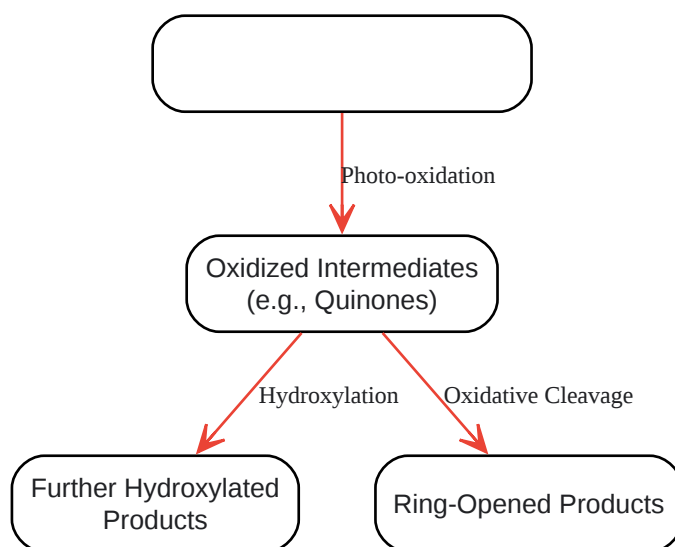 Photo-oxidation
Oxidized Intermediates
(e.g., Quinones)
Hydroxylation
Oxidative Cleavage
Further Hydroxylated
Products
Ring-Opened Products